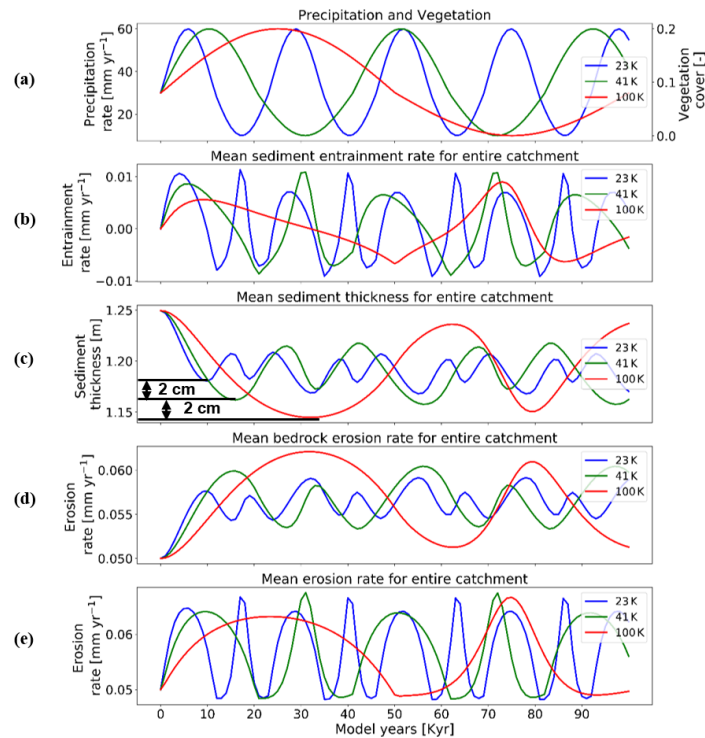 Precipitation and Vegetation
(a)
Precipitation
rate [mm yr⁻¹]
60
40
20
0.2
0.1
0.0
Vegetation
cover [-]
23 K
41 K
100 K
Mean sediment entrainment rate for entire catchment
(b)
Entrainment
rate [mm yr⁻¹]
0.01
0.00
−0.01
23 K
41 K
100 K
Mean sediment thickness for entire catchment
(c)
Sediment
thickness [m]
1.25
1.20
1.15
2 cm
2 cm
23 K
41 K
100 K
Mean bedrock erosion rate for entire catchment
(d)
Erosion
rate [mm yr⁻¹]
0.060
0.055
0.050
23 K
41 K
100 K
Mean erosion rate for entire catchment
(e)
Erosion
rate [mm yr⁻¹]
0.06
0.05
23 K
41 K
100 K
0 10 20 30 40 50 60 70 80 90
Model years [Kyr]